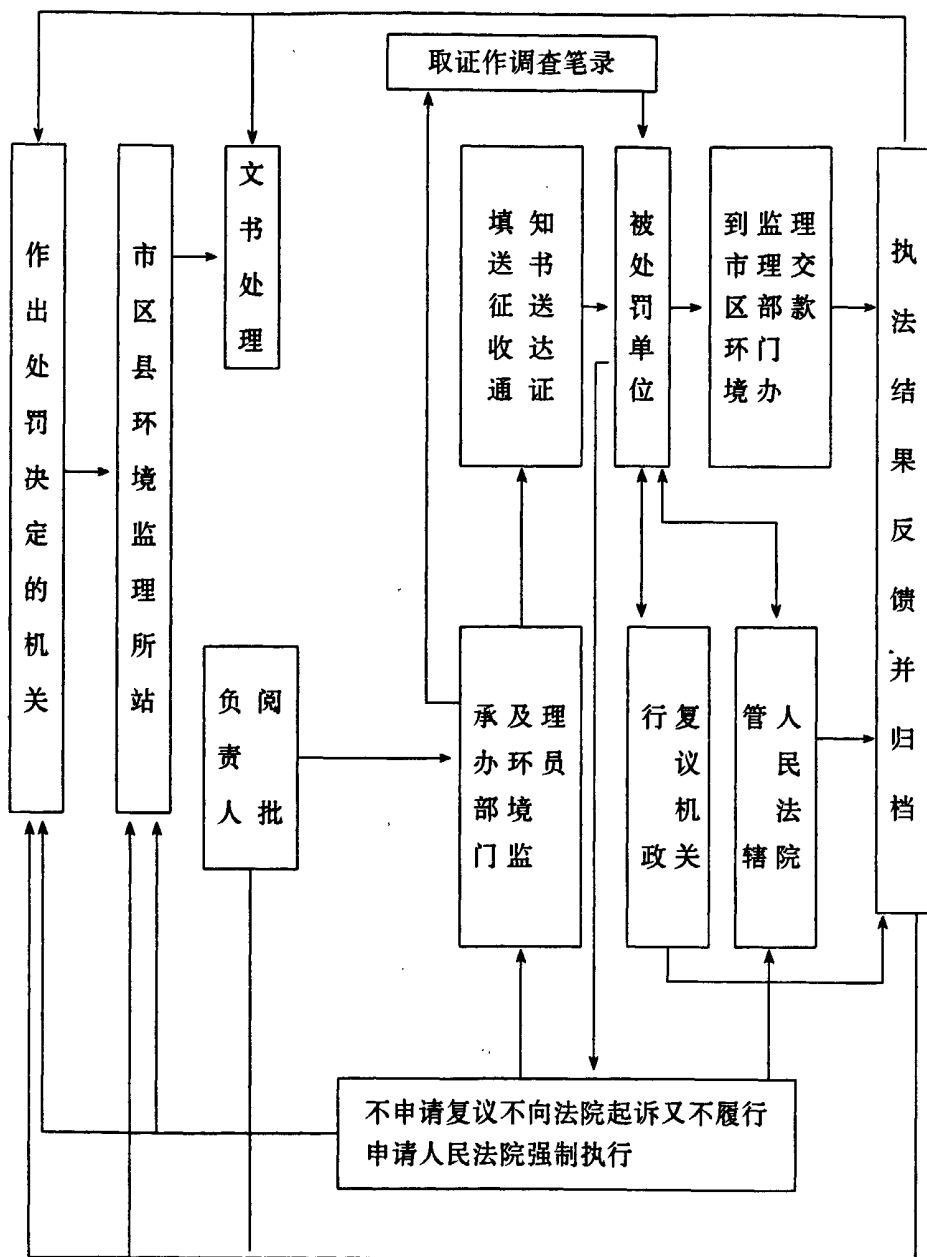 取证作调查笔录
作出处罚决定的机关
市区县环境监理所站
文书处理
填送征收通
知书送达证
被处罚单位
到市区环境
监理部门办
理交款
执法结果反馈并归档
负责人
阅批
承办部门
及环境监
理员
行政
复议机关
管辖
人民法院
不申请复议不向法院起诉又不履行
申请人民法院强制执行